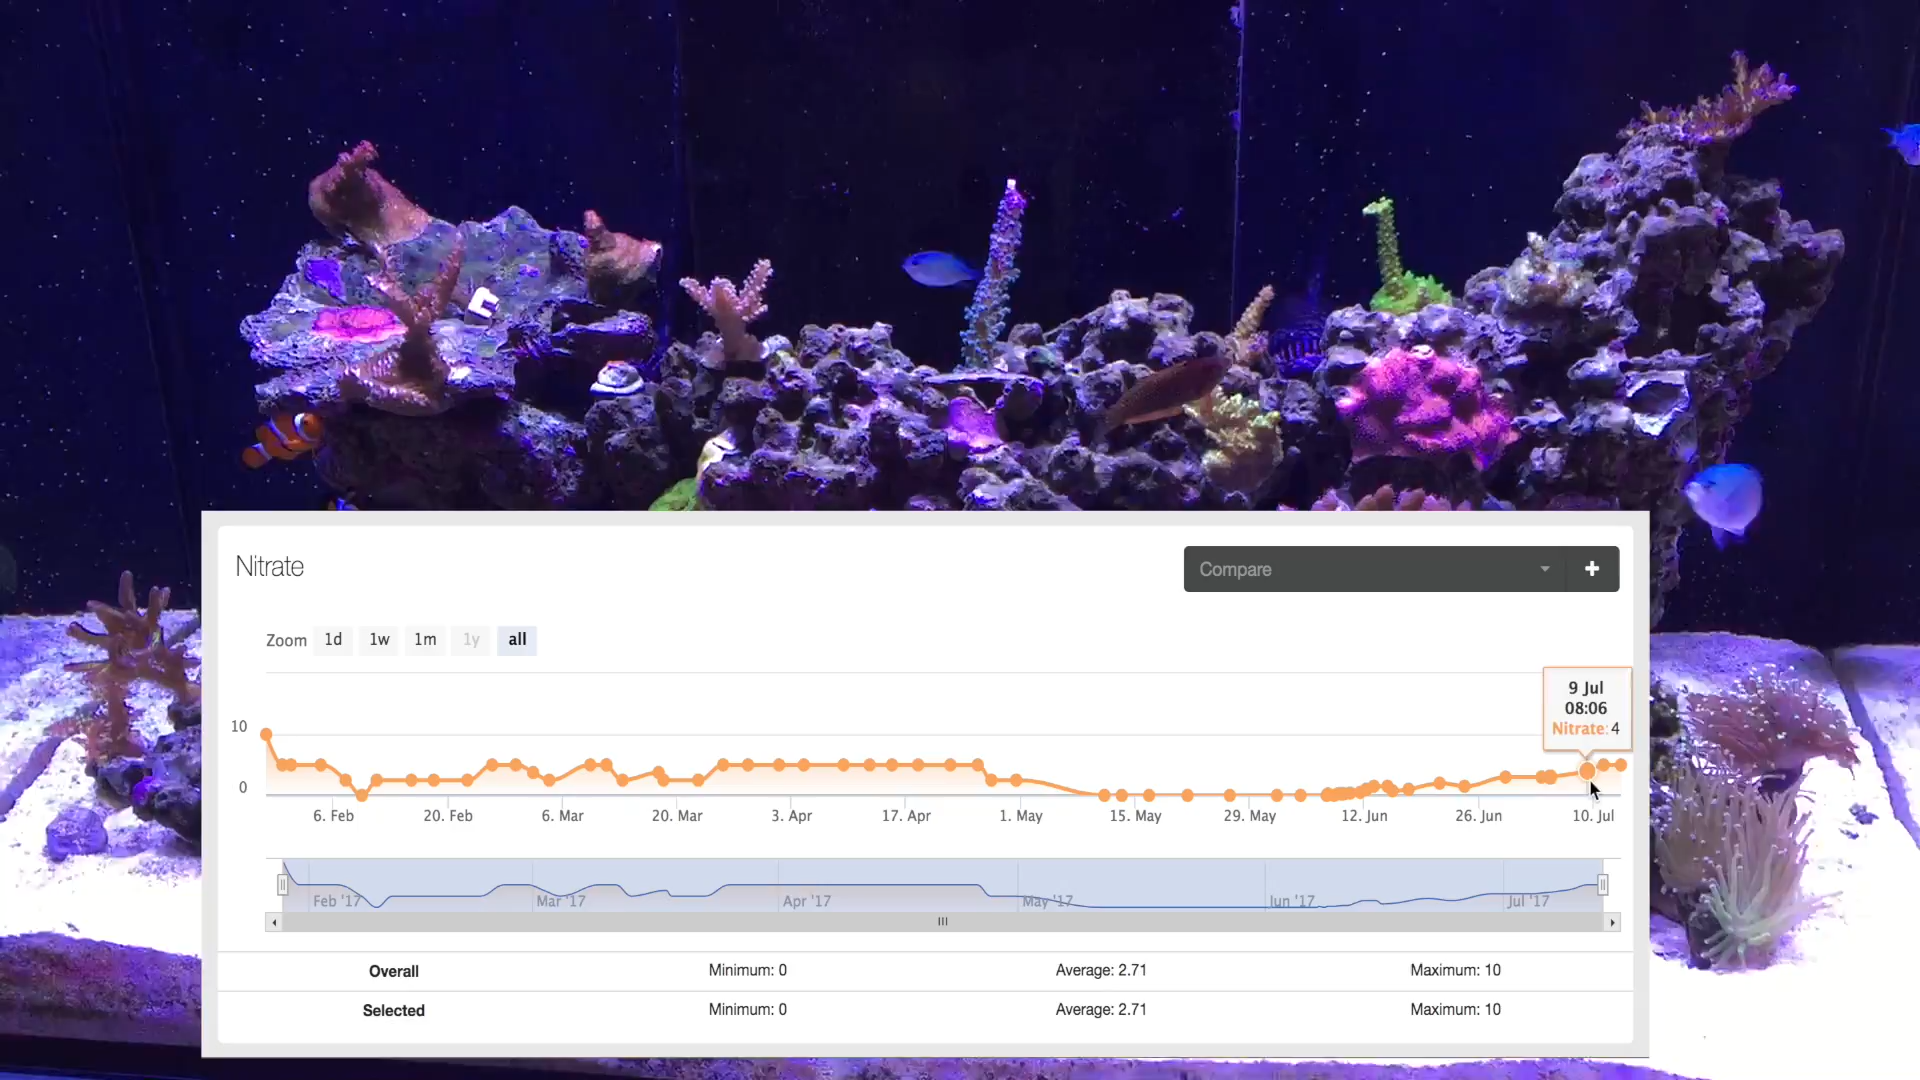 Nitrate
Compare
Zoom 1d 1w 1m 1y all
9 Jul
08:06
Nitrate: 4
10
0
6. Feb 20. Feb 6. Mar 20. Mar 3. Apr 17. Apr 1. May 15. May 29. May 12. Jun 26. Jun 10. Jul
Feb '17 Mar '17 Apr '17 May '17 Jun '17 Jul '17
Overall Minimum: 0 Average: 2.71 Maximum: 10
Selected Minimum: 0 Average: 2.71 Maximum: 10